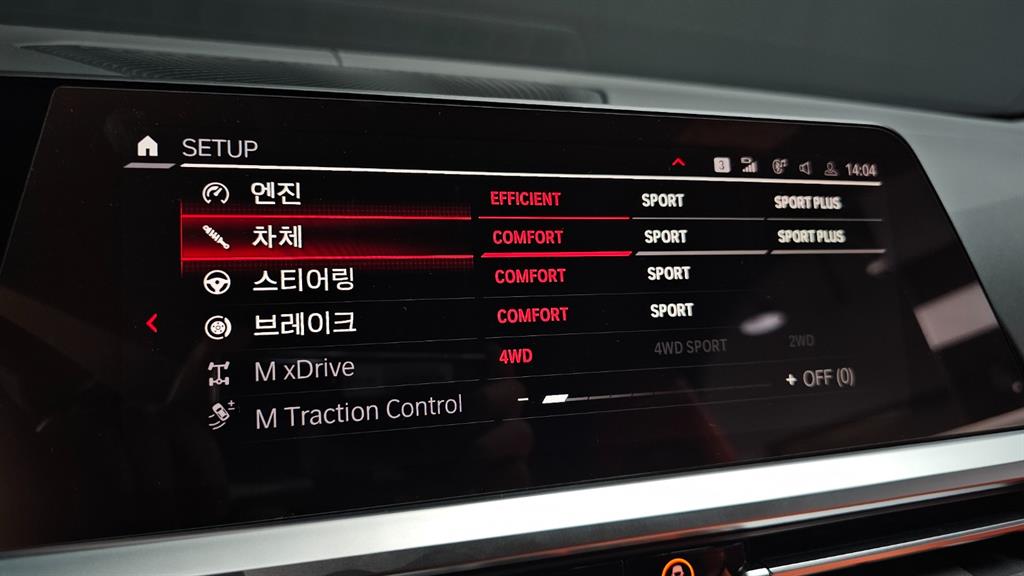 SETUP 3 14:04
엔진 EFFICIENT SPORT SPORT PLUS
차체 COMFORT SPORT SPORT PLUS
스티어링 COMFORT SPORT
브레이크 COMFORT SPORT
M xDrive 4WD 4WD SPORT 2WD
M Traction Control − + OFF (0)